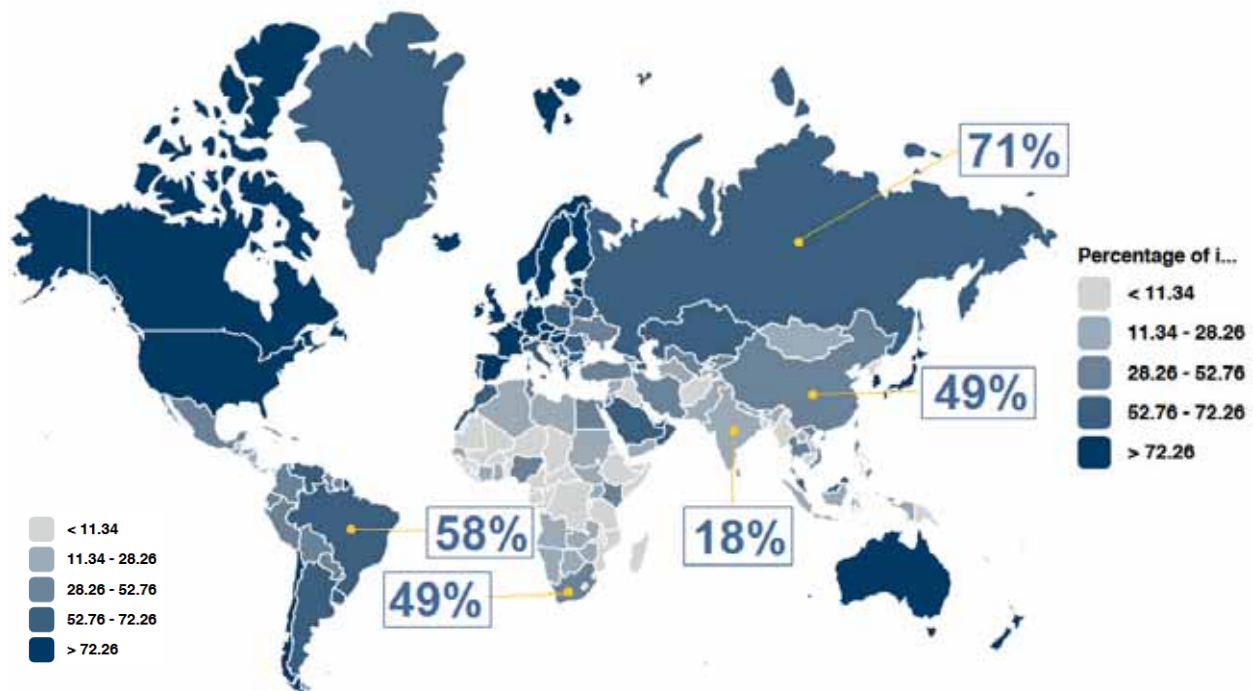 71%
Percentage of i...
< 11.34
11.34 - 28.26
28.26 - 52.76
52.76 - 72.26
> 72.26
49%
18%
58%
49%
< 11.34
11.34 - 28.26
28.26 - 52.76
52.76 - 72.26
> 72.26